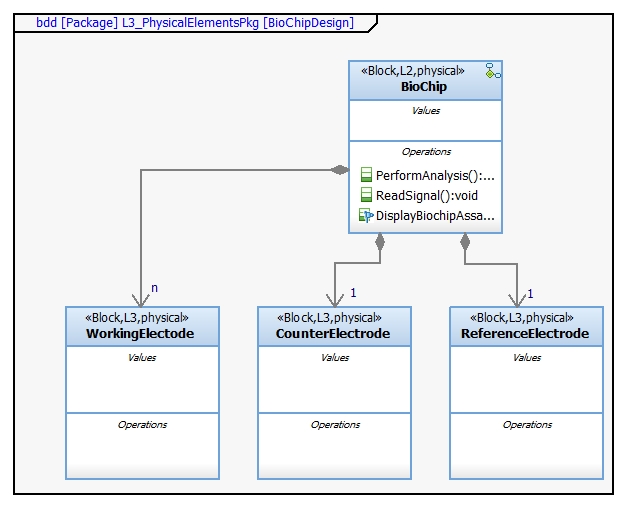 bdd [Package] L3_PhysicalElementsPkg [BioChipDesign]
«Block,L2,physical»
BioChip
Values
Operations
PerformAnalysis():...
ReadSignal():void
DisplayBiochipAssa...
n
1
1
«Block,L3,physical»
WorkingElectode
Values
Operations
«Block,L3,physical»
CounterElectrode
Values
Operations
«Block,L3,physical»
ReferenceElectrode
Values
Operations